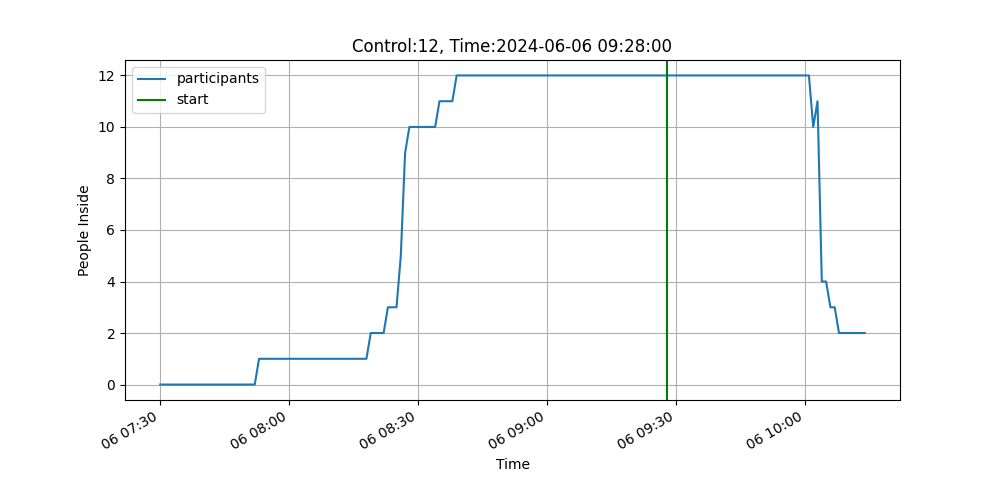 Control:12, Time:2024-06-06 09:28:00
participants
start
People Inside
12
10
8
6
4
2
0
06 07:30
06 08:00
06 08:30
06 09:00
06 09:30
06 10:00
Time